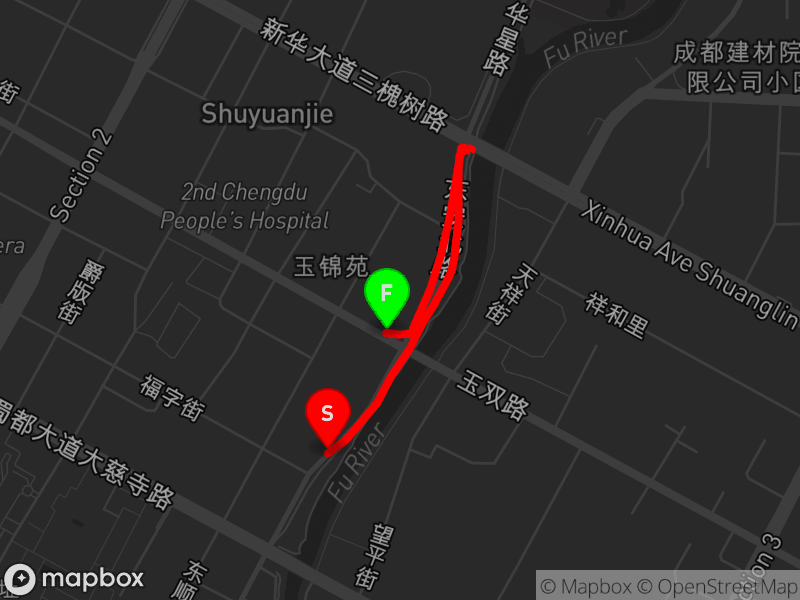 华星路
Fu River
新华大道三槐树路
成都建材院
限公司小区
街
Shuyuanjie
Section 2
2nd Chengdu
People's Hospital
Xinhua Ave Shuanglin
玉锦苑
爵版街
天祥街
祥和里
F
福字街
玉双路
S
蜀都大道大慈寺路
Fu River
望平街
东顺
mapbox
© Mapbox © OpenStreetMap